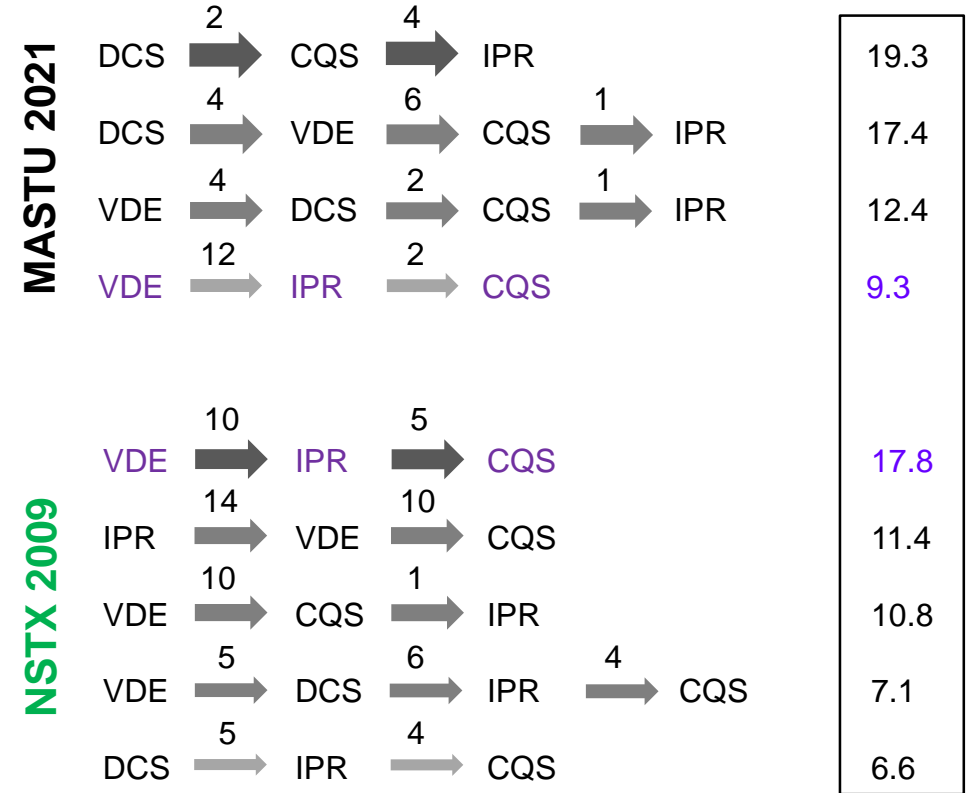 MASTU 2021
2 4
DCS CQS IPR 19.3
4 6 1
DCS VDE CQS IPR 17.4
4 2 1
VDE DCS CQS IPR 12.4
12 2
VDE IPR CQS 9.3
NSTX 2009
10 5
VDE IPR CQS 17.8
14 10
IPR VDE CQS 11.4
10 1
VDE CQS IPR 10.8
5 6 4
VDE DCS IPR CQS 7.1
5 4
DCS IPR CQS 6.6